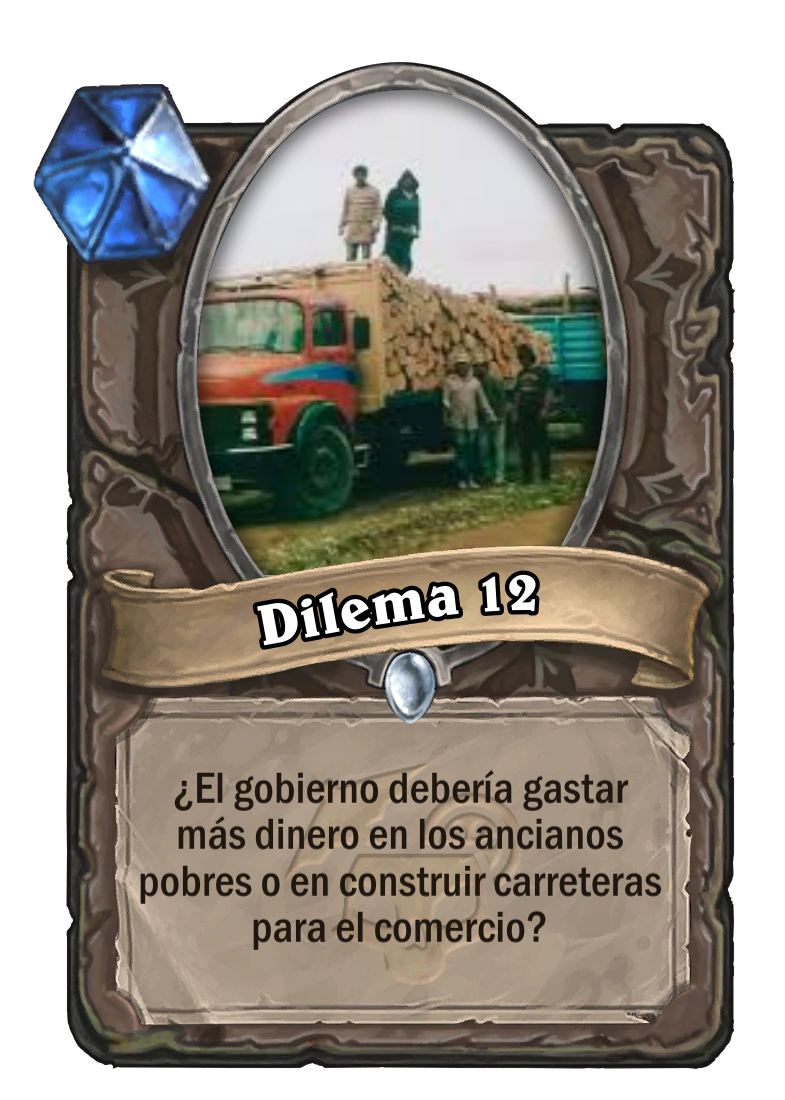 Dilema 12
¿El gobierno debería gastar
más dinero en los ancianos
pobres o en construir carreteras
para el comercio?